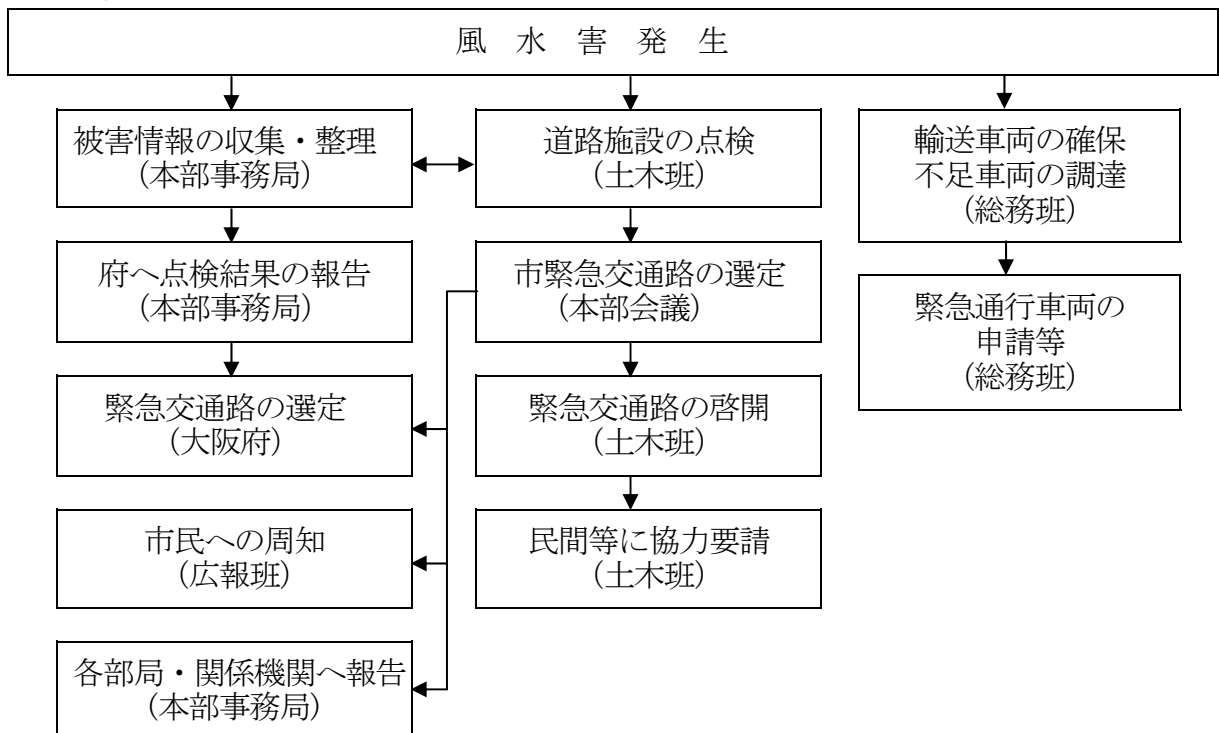 風 水 害 発 生
被害情報の収集・整理
(本部事務局)
道路施設の点検
(土木班)
輸送車両の確保
不足車両の調達
(総務班)
府へ点検結果の報告
(本部事務局)
市緊急交通路の選定
(本部会議)
緊急通行車両の
申請等
(総務班)
緊急交通路の選定
(大阪府)
緊急交通路の啓開
(土木班)
市民への周知
(広報班)
民間等に協力要請
(土木班)
各部局・関係機関へ報告
(本部事務局)